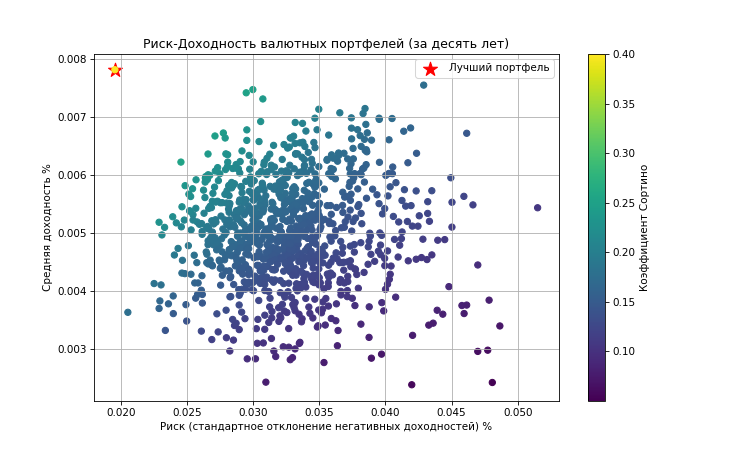 Риск-Доходность валютных портфелей (за десять лет)
Лучший портфель
0.008
0.007
0.006
0.005
0.004
0.003
Средняя доходность %
0.020 0.025 0.030 0.035 0.040 0.045 0.050
Риск (стандартное отклонение негативных доходностей) %
0.40
0.35
0.30
0.25
0.20
0.15
0.10
Коэффициент Сортино